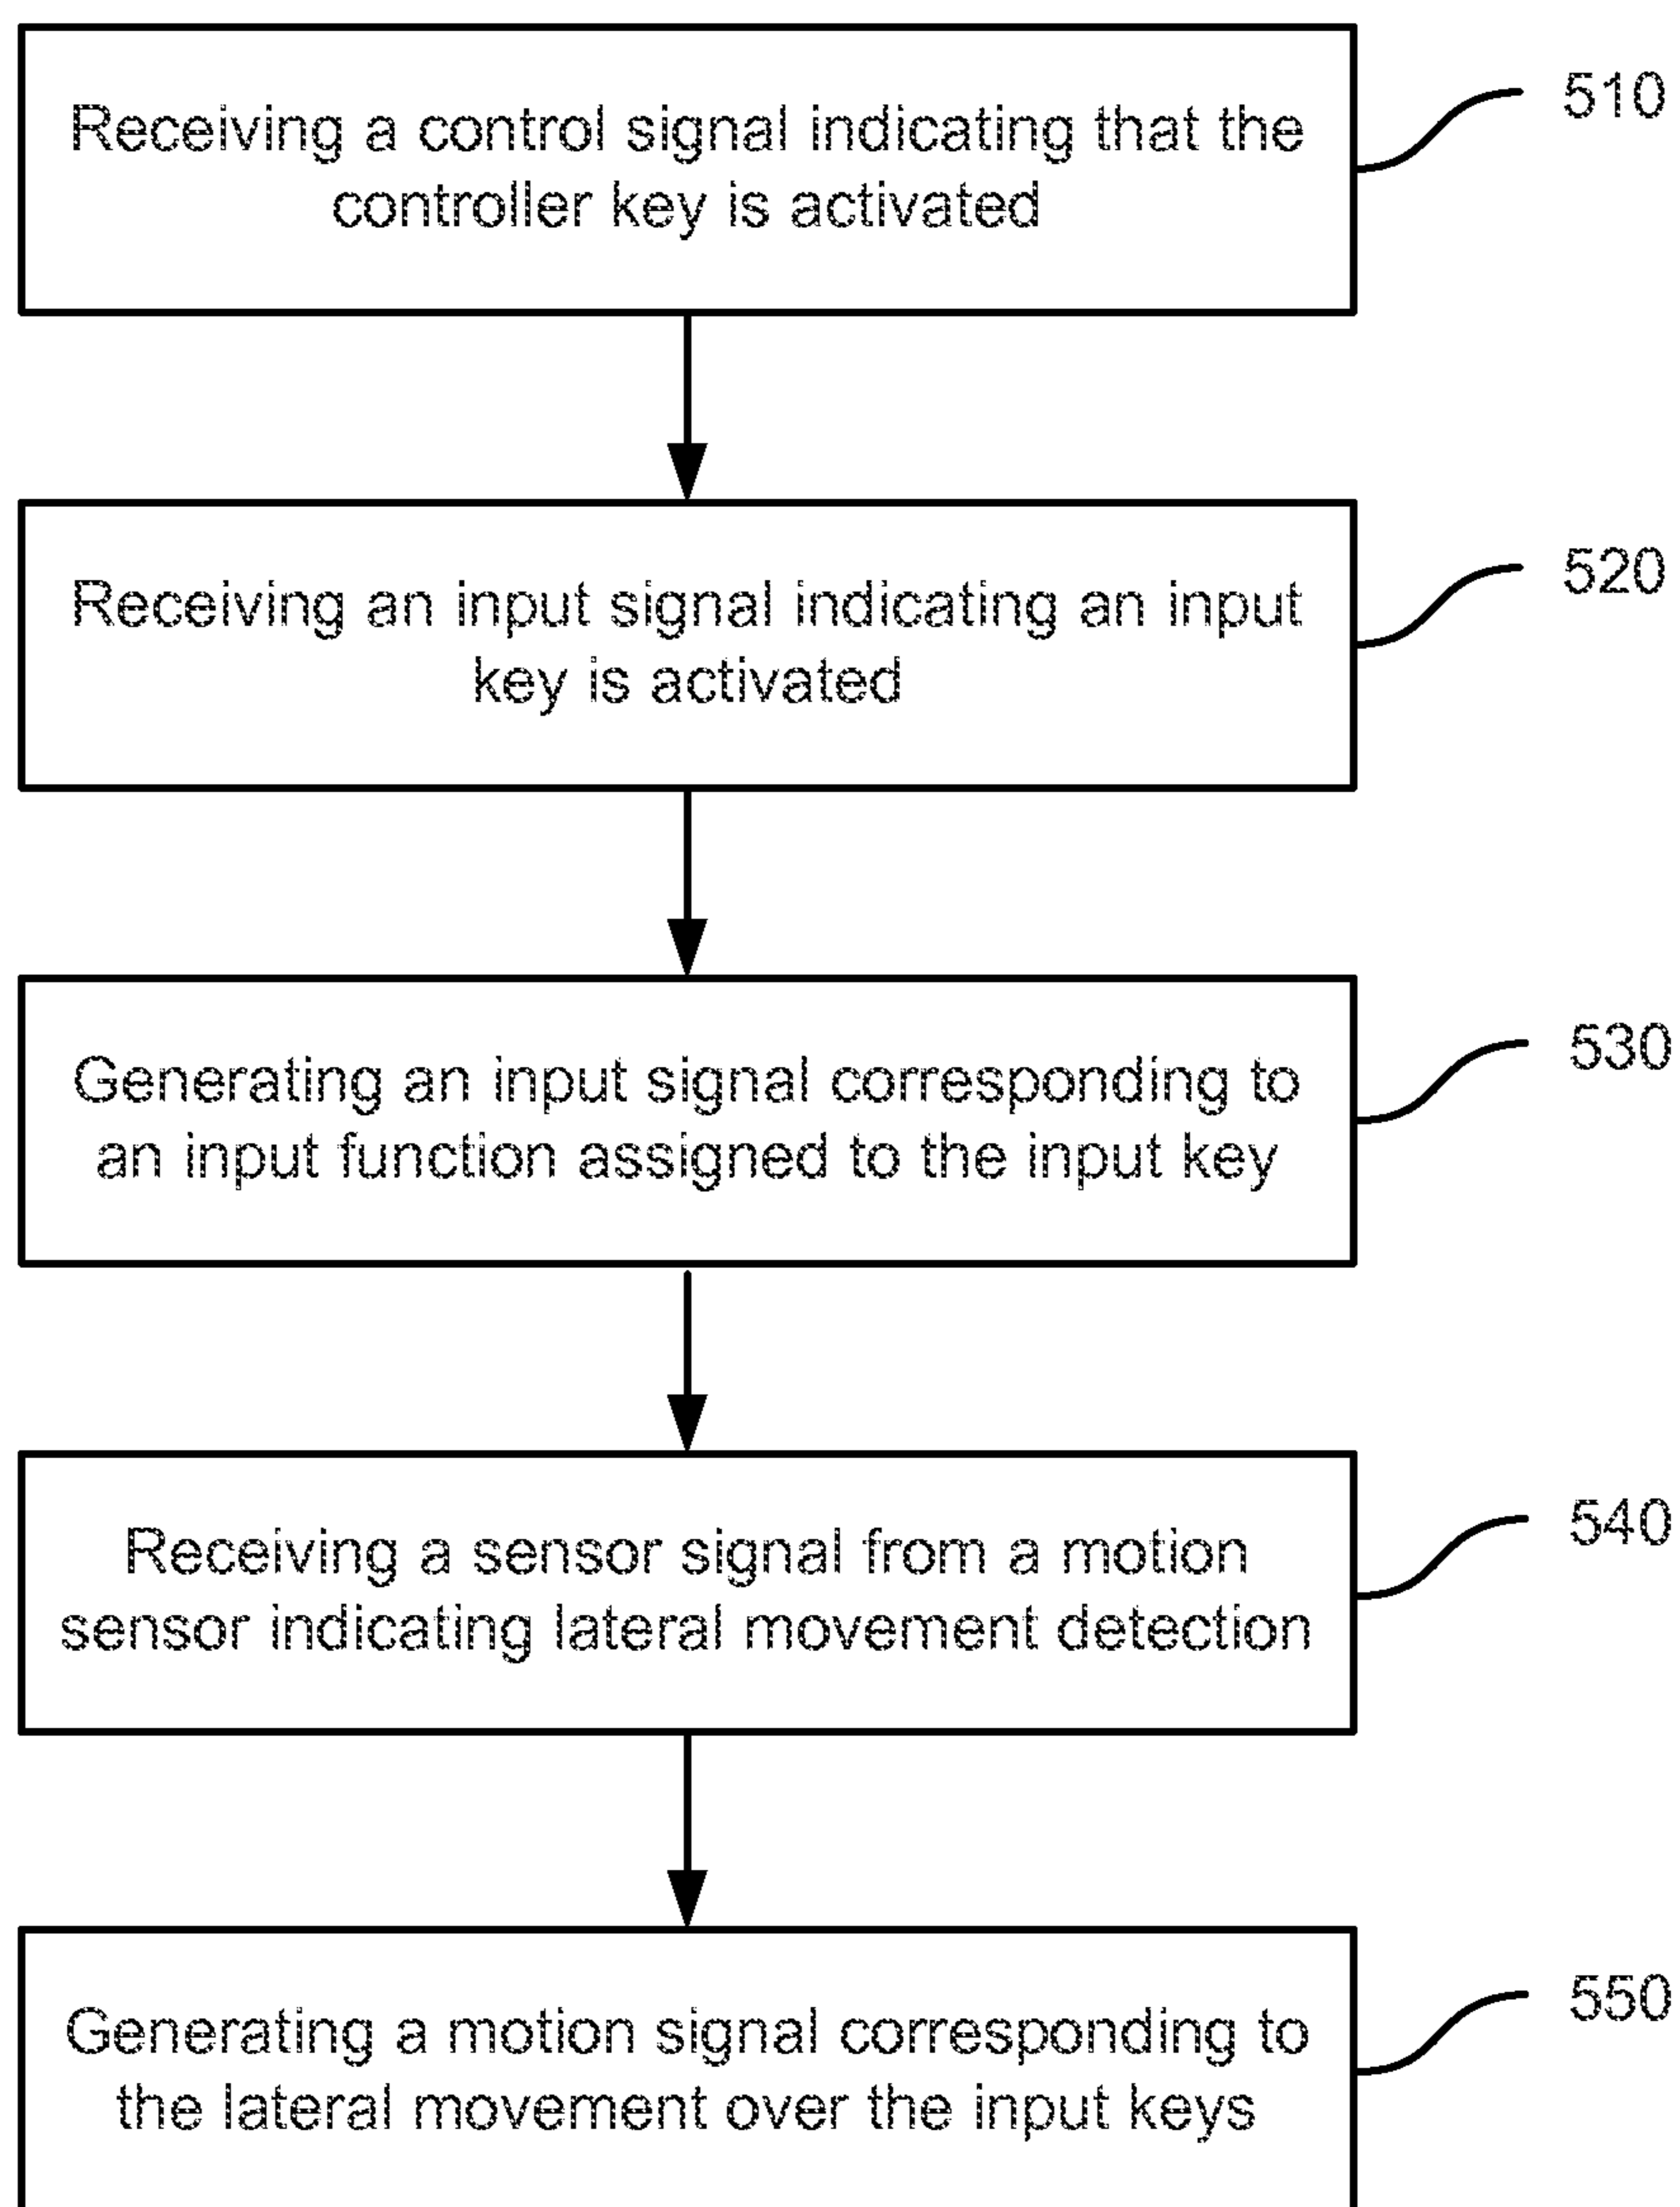 Receiving a control signal indicating that the
controller key is activated
510
Receiving an input signal indicating an input
key is activated
520
Generating an input signal corresponding to
an input function assigned to the input key
530
Receiving a sensor signal from a motion
sensor indicating lateral movement detection
540
Generating a motion signal corresponding to
the lateral movement over the input keys
550